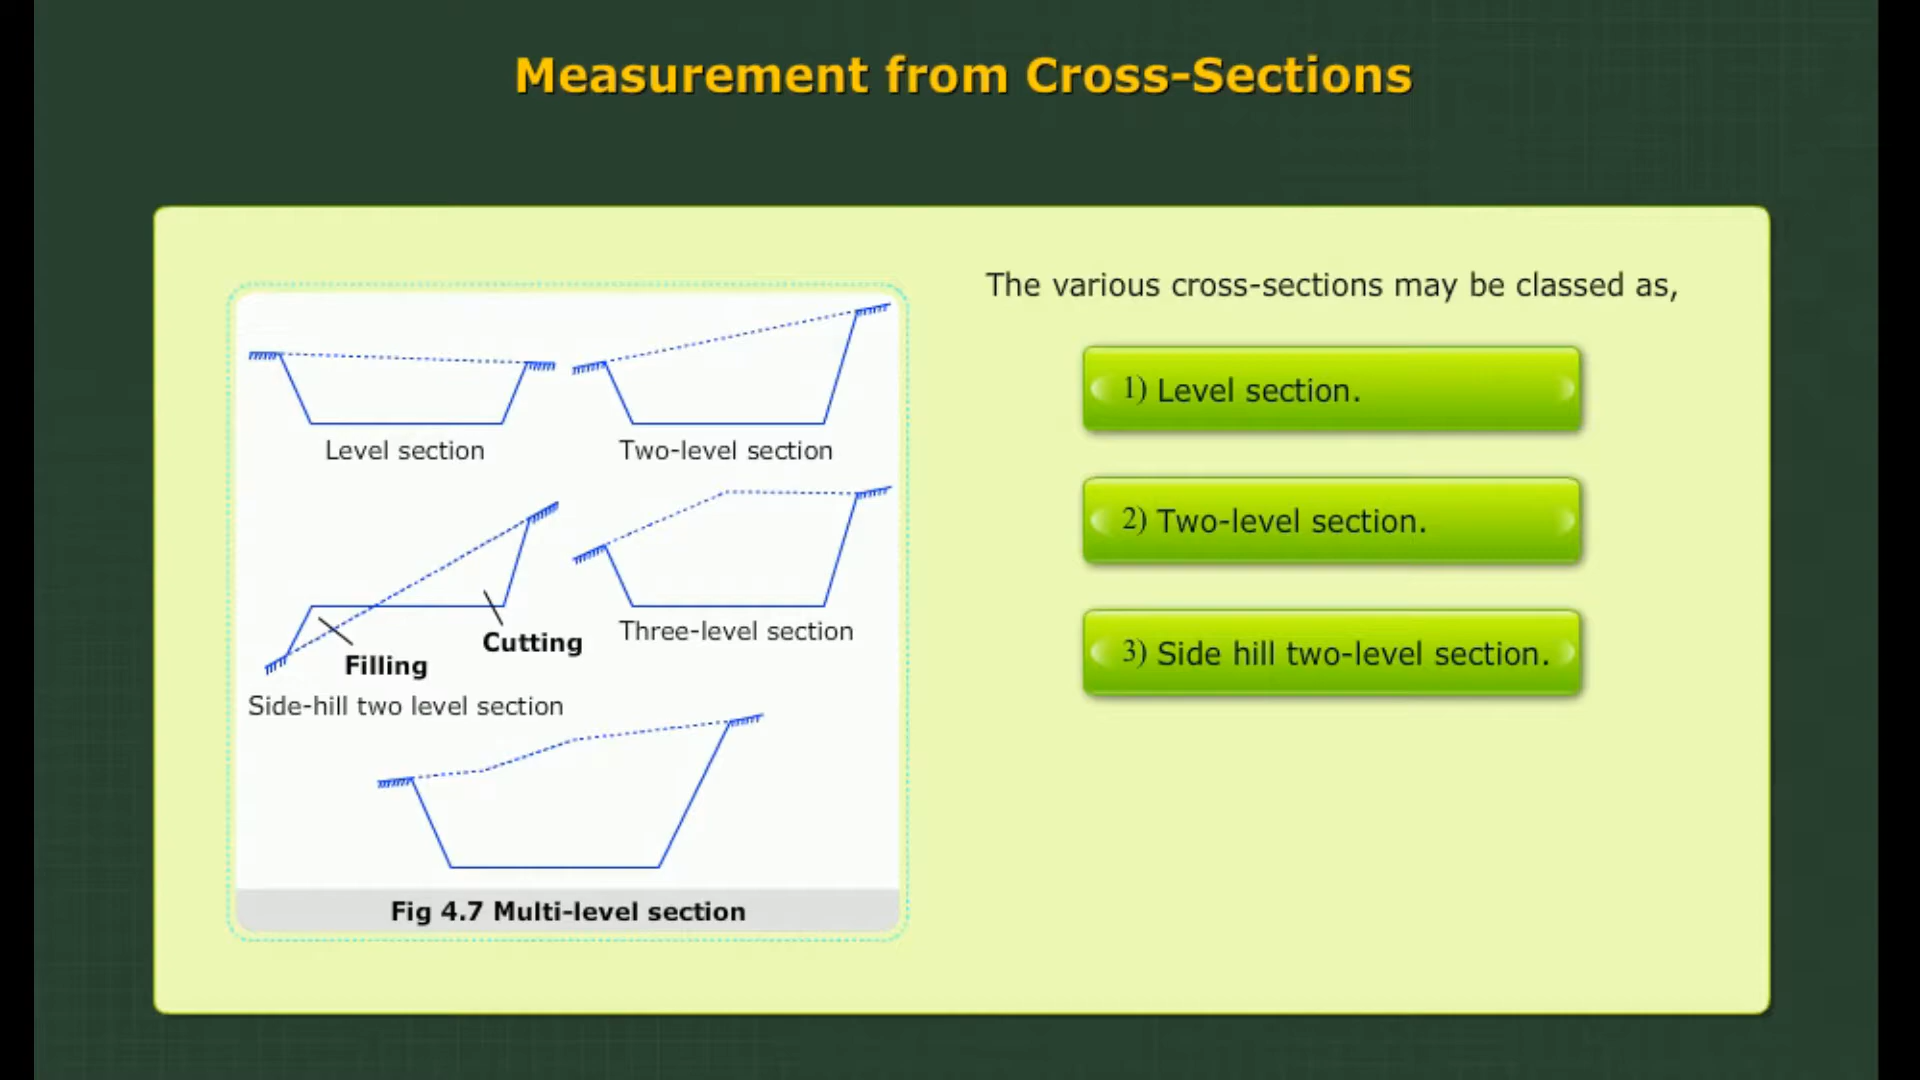 Measurement from Cross-Sections
The various cross-sections may be classed as,
1) Level section.
2) Two-level section.
3) Side hill two-level section.
Level section
Two-level section
Cutting
Filling
Three-level section
Side-hill two level section
Fig 4.7 Multi-level section